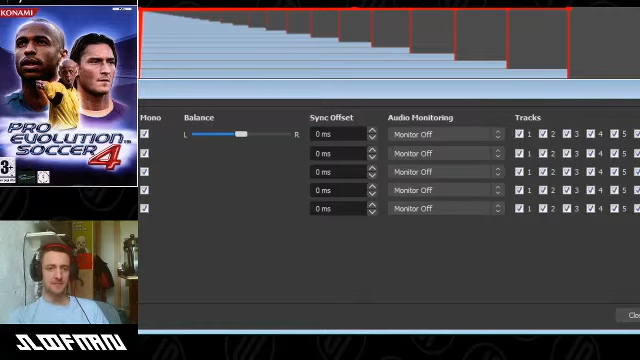 KONAMI
PRO
EVOLUTION
SOCCER 4
3+
Mono Balance Sync Offset Audio Monitoring Tracks
L R 0 ms Monitor Off 1 2 3 4 5
0 ms Monitor Off 1 2 3 4 5
0 ms Monitor Off 1 2 3 4 5
0 ms Monitor Off 1 2 3 4 5
0 ms Monitor Off 1 2 3 4 5
Clos